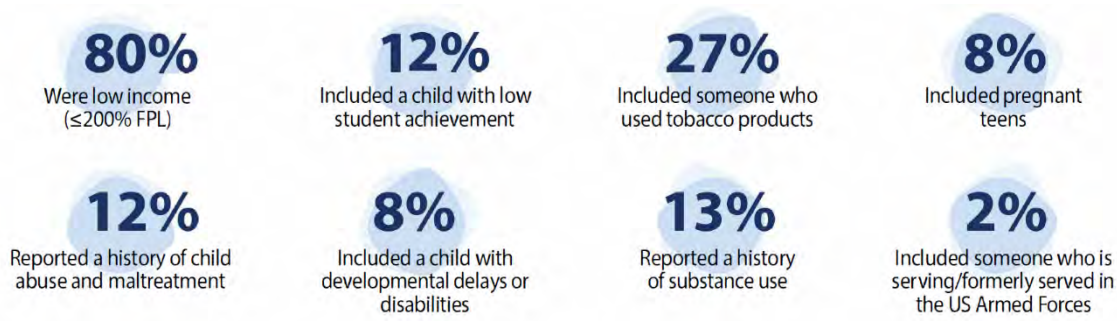 80%
Were low income
(≤200% FPL)
12%
Included a child with low
student achievement
27%
Included someone who
used tobacco products
8%
Included pregnant
teens
12%
Reported a history of child
abuse and maltreatment
8%
Included a child with
developmental delays or
disabilities
13%
Reported a history
of substance use
2%
Included someone who is
serving/formerly served in
the US Armed Forces